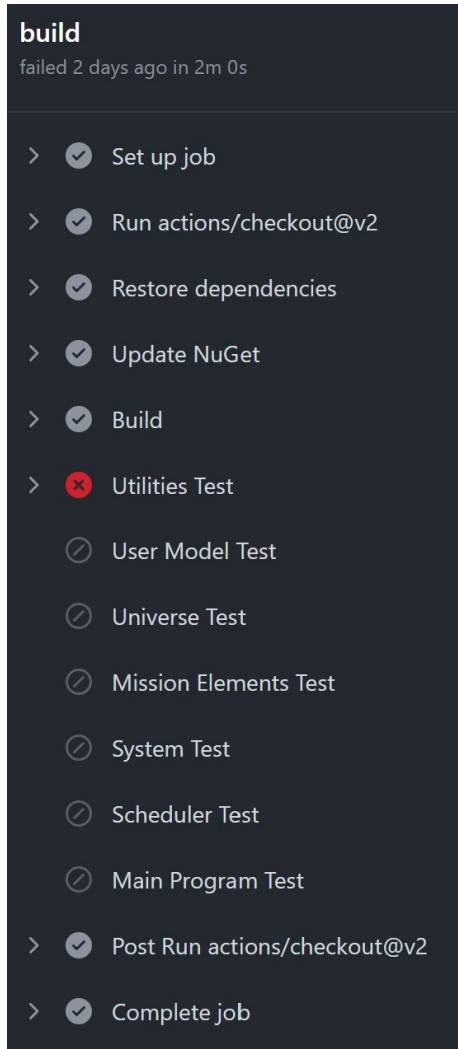 build
failed 2 days ago in 2m 0s
Set up job
Run actions/checkout@v2
Restore dependencies
Update NuGet
Build
Utilities Test
User Model Test
Universe Test
Mission Elements Test
System Test
Scheduler Test
Main Program Test
Post Run actions/checkout@v2
Complete job